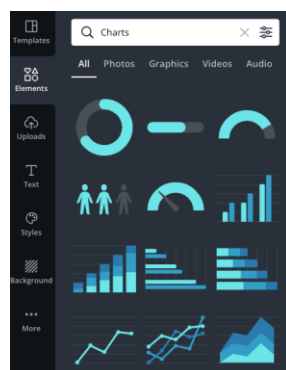 Templates
Elements
Uploads
Text
Styles
Background
More
Charts
All Photos Graphics Videos Audio